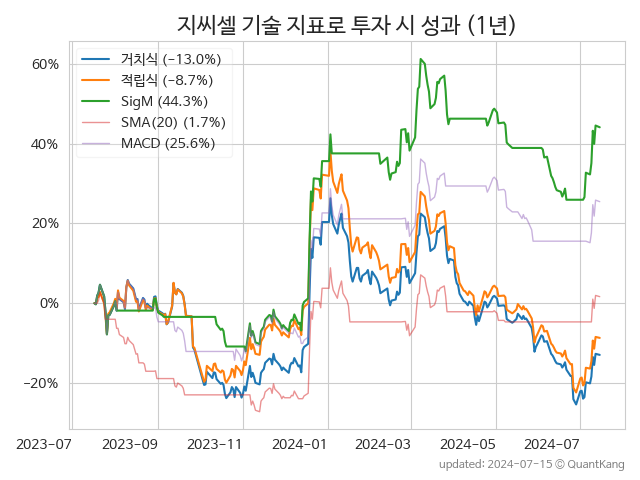 지씨셀 기술 지표로 투자 시 성과 (1년)
거치식 (−13.0%)
적립식 (−8.7%)
SigM (44.3%)
SMA(20) (1.7%)
MACD (25.6%)
60%
40%
20%
0%
−20%
2023-07 2023-09 2023-11 2024-01 2024-03 2024-05 2024-07
updated: 2024-07-15 © QuantKang